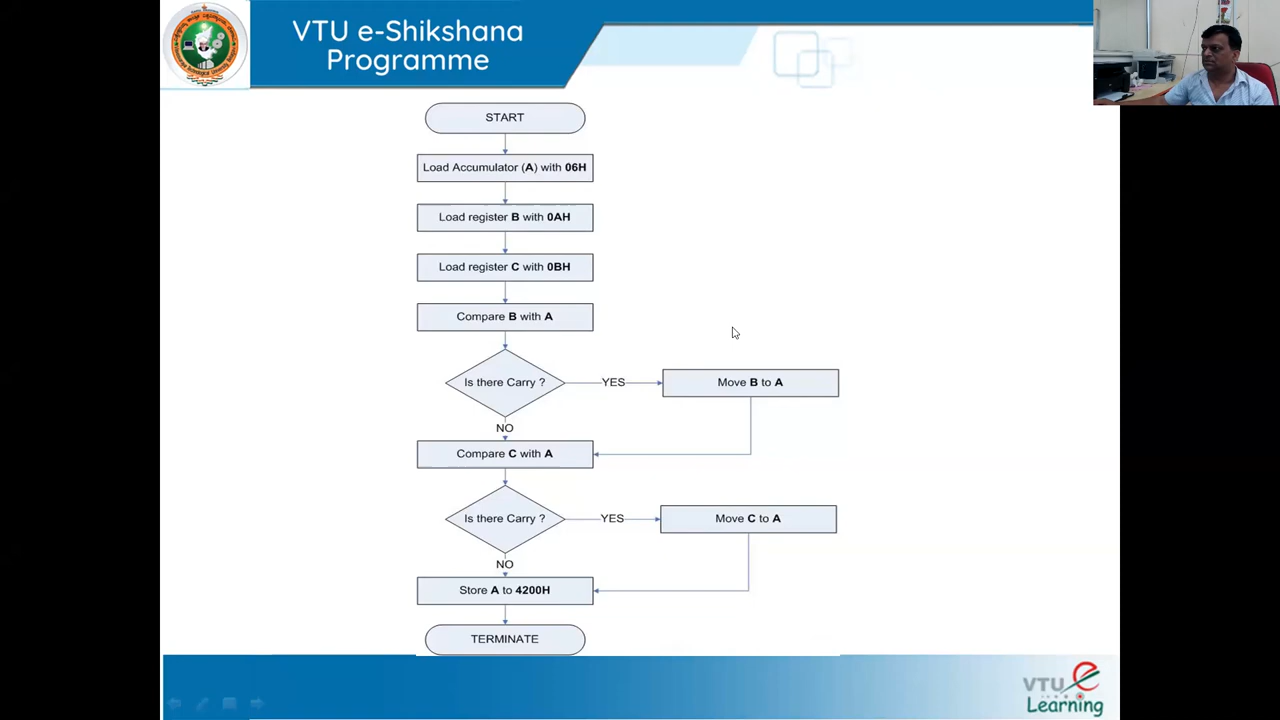 VTU e-Shikshana
Programme
START
Load Accumulator (A) with 06H
Load register B with 0AH
Load register C with 0BH
Compare B with A
Is there Carry ?
YES
Move B to A
NO
Compare C with A
Is there Carry ?
YES
Move C to A
NO
Store A to 4200H
TERMINATE
VTU e
Learning